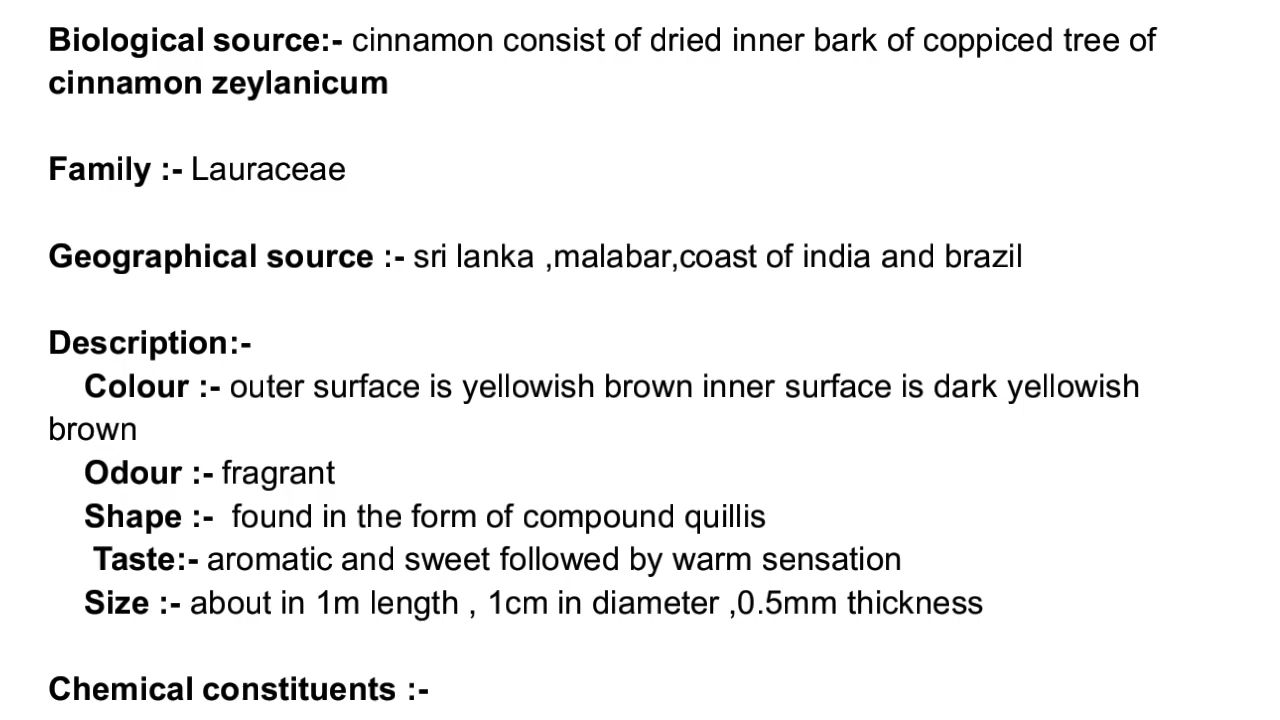 Biological source:- cinnamon consist of dried inner bark of coppiced tree of
cinnamon zeylanicum
Family :- Lauraceae
Geographical source :- sri lanka ,malabar,coast of india and brazil
Description:-
Colour :- outer surface is yellowish brown inner surface is dark yellowish
brown
Odour :- fragrant
Shape :- found in the form of compound quillis
Taste:- aromatic and sweet followed by warm sensation
Size :- about in 1m length , 1cm in diameter ,0.5mm thickness
Chemical constituents :-